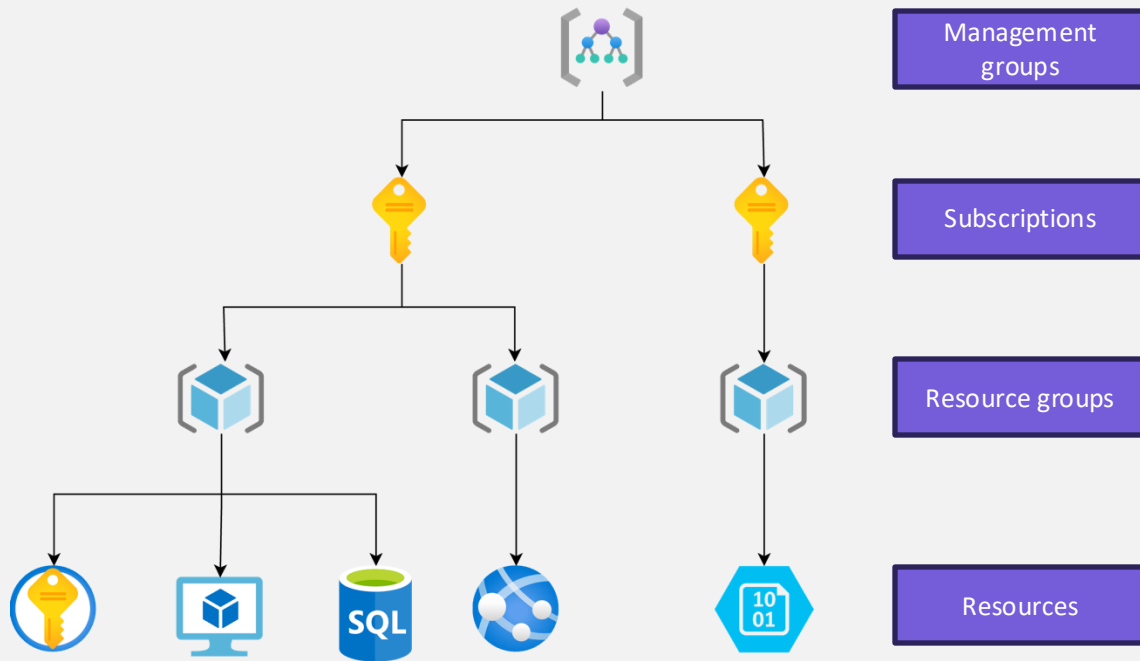 Management
groups
Subscriptions
Resource groups
SQL
10
01
Resources